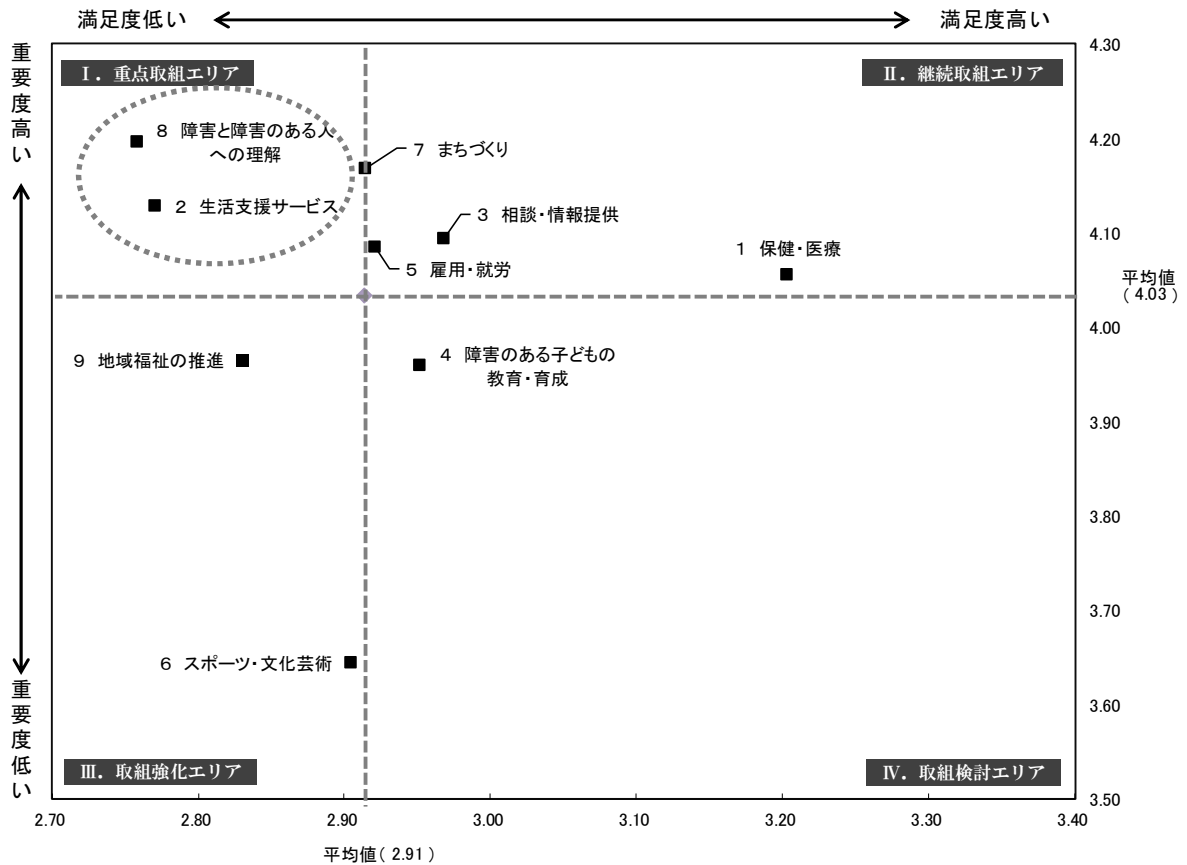 満足度低い
満足度高い
重要度高い
重要度低い
Ⅰ．重点取組エリア
Ⅱ．継続取組エリア
8 障害と障害のある人
への理解
7 まちづくり
2 生活支援サービス
3 相談・情報提供
1 保健・医療
5 雇用・就労
9 地域福祉の推進
4 障害のある子どもの
教育・育成
6 スポーツ・文化芸術
Ⅲ．取組強化エリア
Ⅳ．取組検討エリア
4.30
4.20
4.10
平均値
(4.03)
4.00
3.90
3.80
3.70
3.60
3.50
2.70
2.80
2.90
3.00
3.10
3.20
3.30
3.40
平均値(2.91)